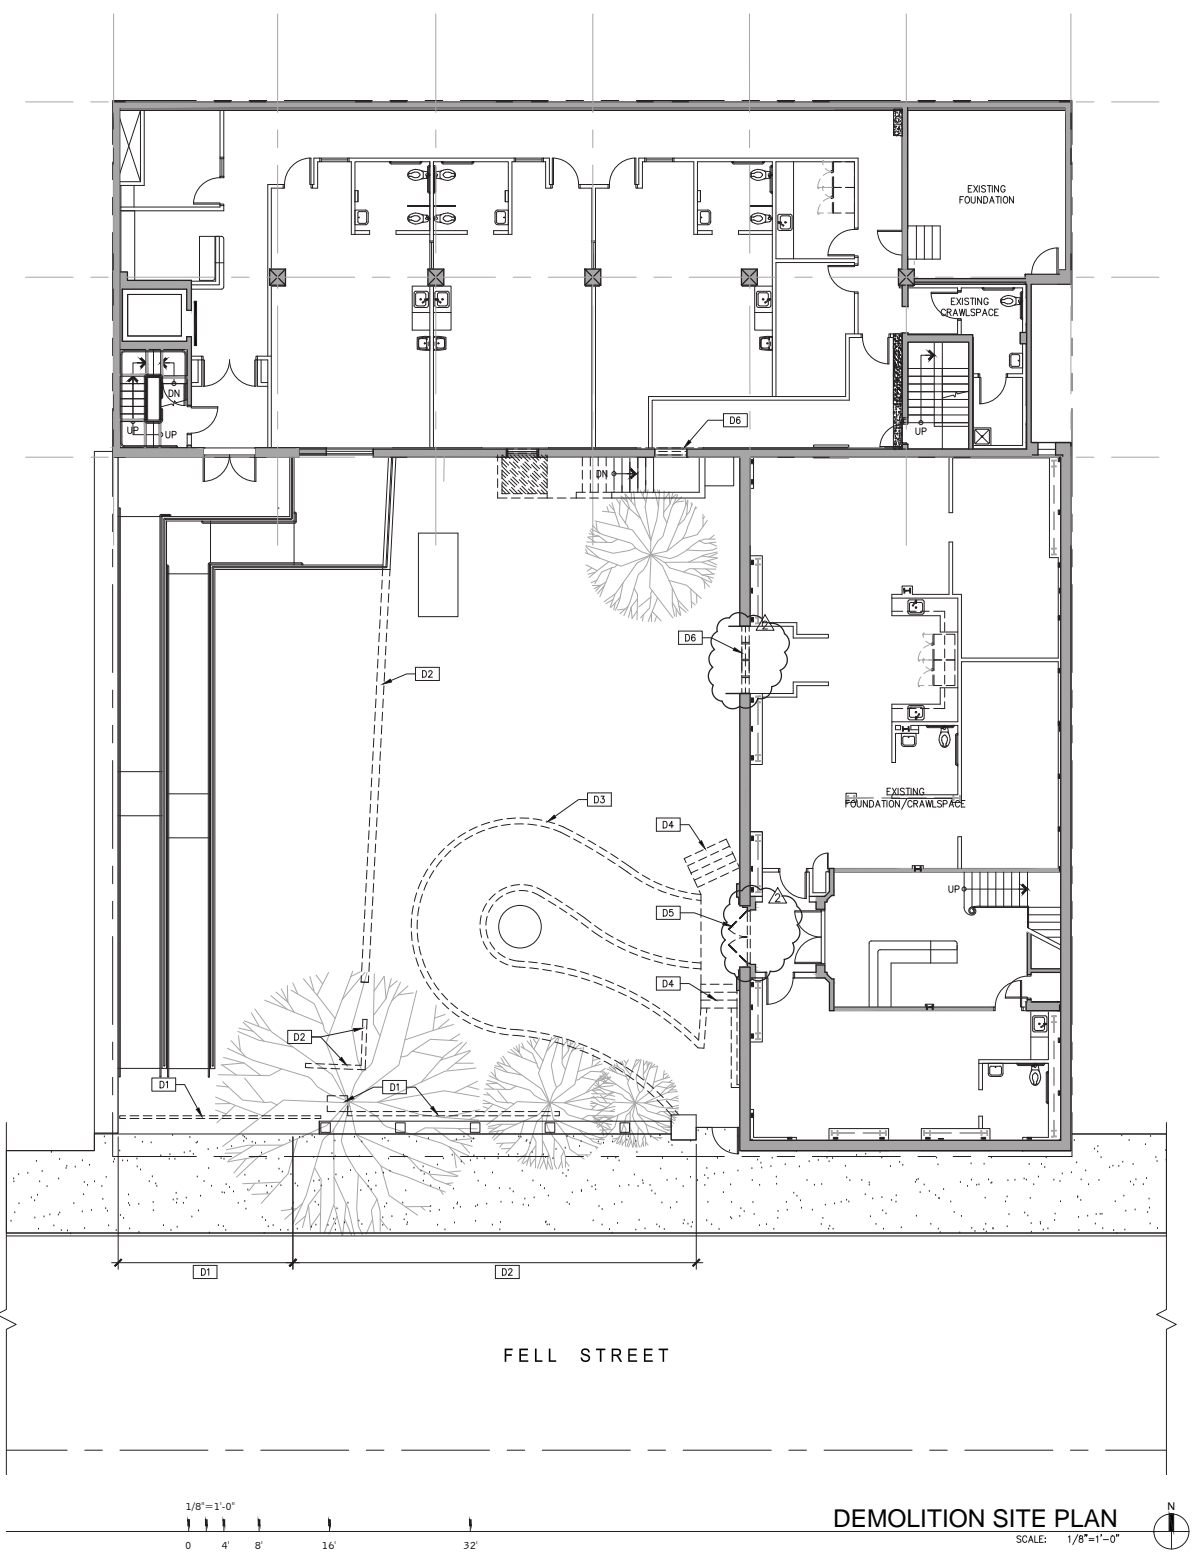 EXISTING
FOUNDATION
EXISTING
CRAWLSPACE
DN
UP
UP
UP
D6
DN
D6
2
D2
D3
EXISTING
FOUNDATION/CRAWLSPACE
D4
2
UP
D5
D4
D2
D1
D1
D1
D2
FELL STREET
1/8"=1'-0"
0 4' 8' 16' 32'
DEMOLITION SITE PLAN
SCALE: 1/8"=1'-0"
N